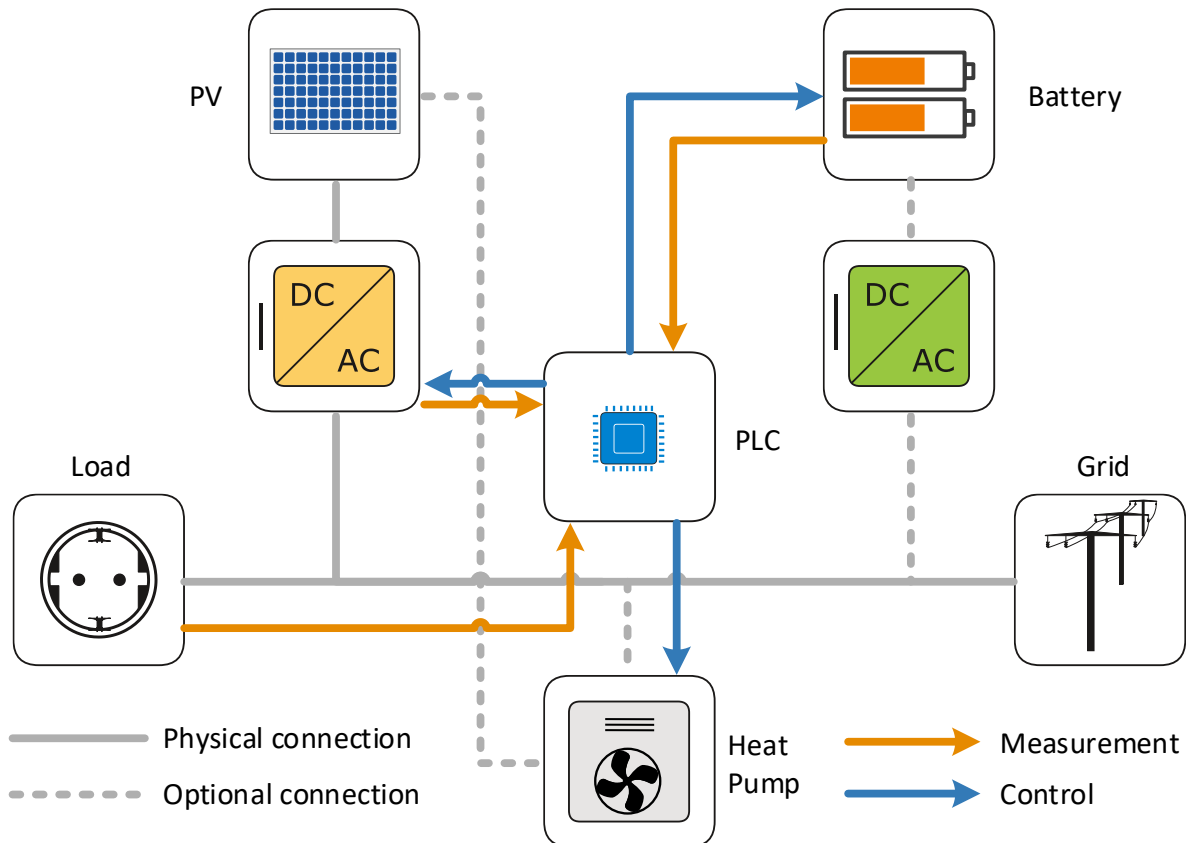 PV
Battery
DC
AC
DC
AC
PLC
Load
Grid
Physical connection
Optional connection
Heat
Pump
Measurement
Control